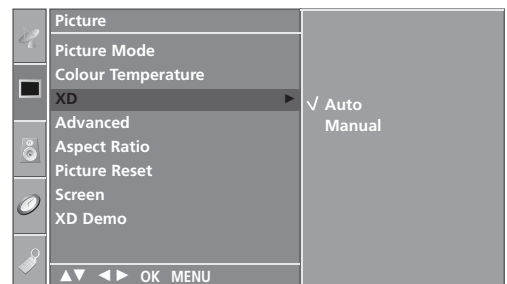 Picture
Picture Mode
Colour Temperature
XD ►
Advanced
Aspect Ratio
Picture Reset
Screen
XD Demo
▲▼ ◄► OK MENU
√ Auto
Manual